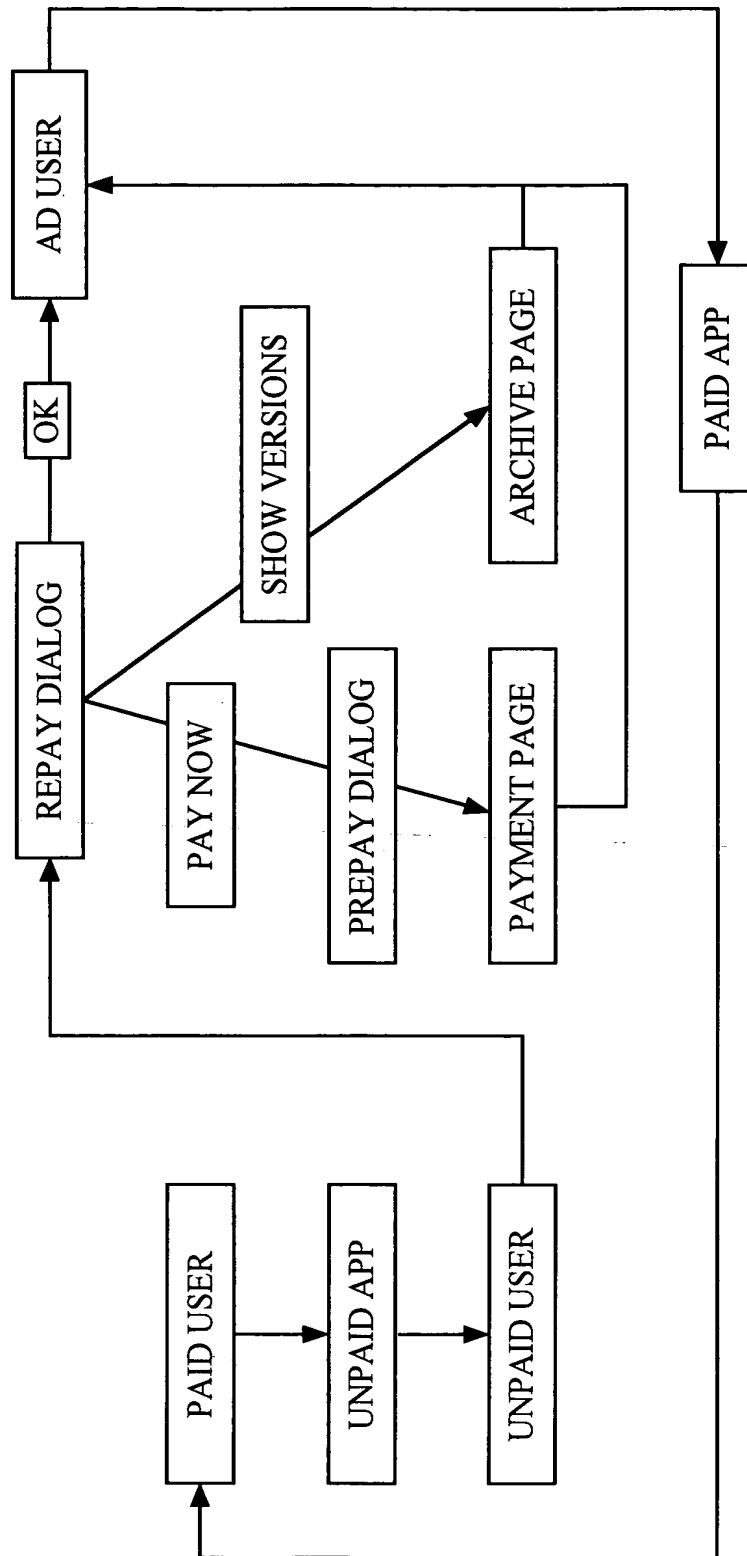 PAID USER
UNPAID APP
UNPAID USER
REPAY DIALOG
PAY NOW
PREPAY DIALOG
PAYMENT PAGE
SHOW VERSIONS
ARCHIVE PAGE
OK
AD USER
PAID APP